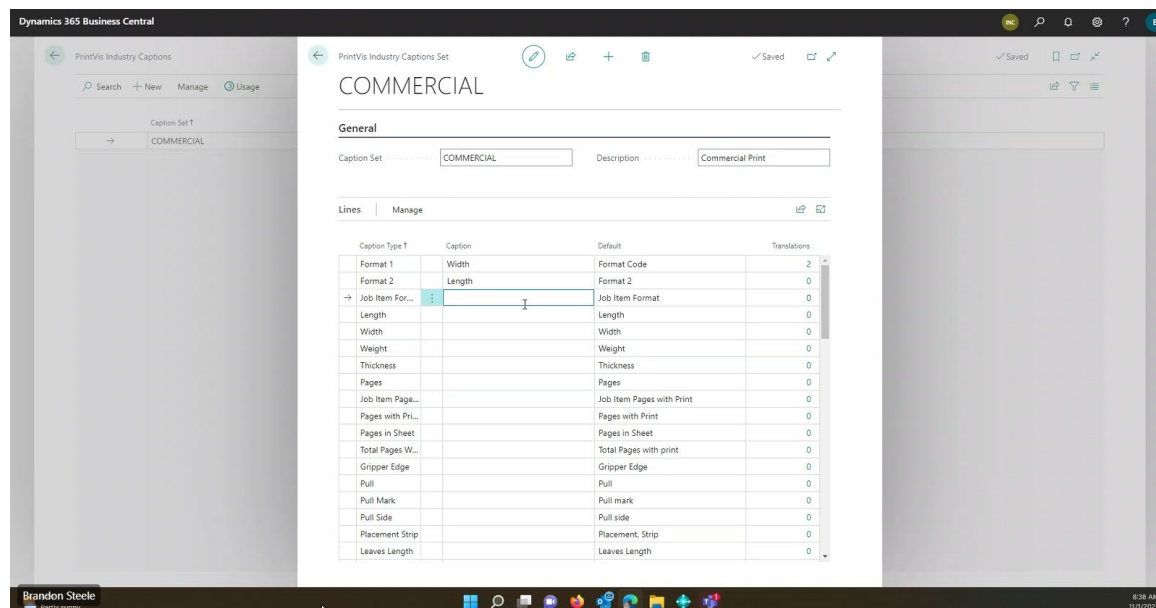 Dynamics 365 Business Central
INC
?
PrintVis Industry Captions
Saved
Search + New Manage Usage
Caption Set ↑
→ COMMERCIAL
PrintVis Industry Captions Set
Saved
COMMERCIAL
General
Caption Set COMMERCIAL Description Commercial Print
Lines Manage
Caption Type ↑ Caption Default Translations
Format 1 Width Format Code 2
Format 2 Length Format 2 0
→ Job Item For... Job Item Format 0
Length Length 0
Width Width 0
Weight Weight 0
Thickness Thickness 0
Pages Pages 0
Job Item Page... Job Item Pages with Print 0
Pages with Pri... Pages with Print 0
Pages in Sheet Pages in Sheet 0
Total Pages W... Total Pages with print 0
Gripper Edge Gripper Edge 0
Pull Pull 0
Pull Mark Pull mark 0
Pull Side Pull side 0
Placement Strip Placement. Strip 0
Leaves Length Leaves Length 0
Brandon Steele
8:38 AM